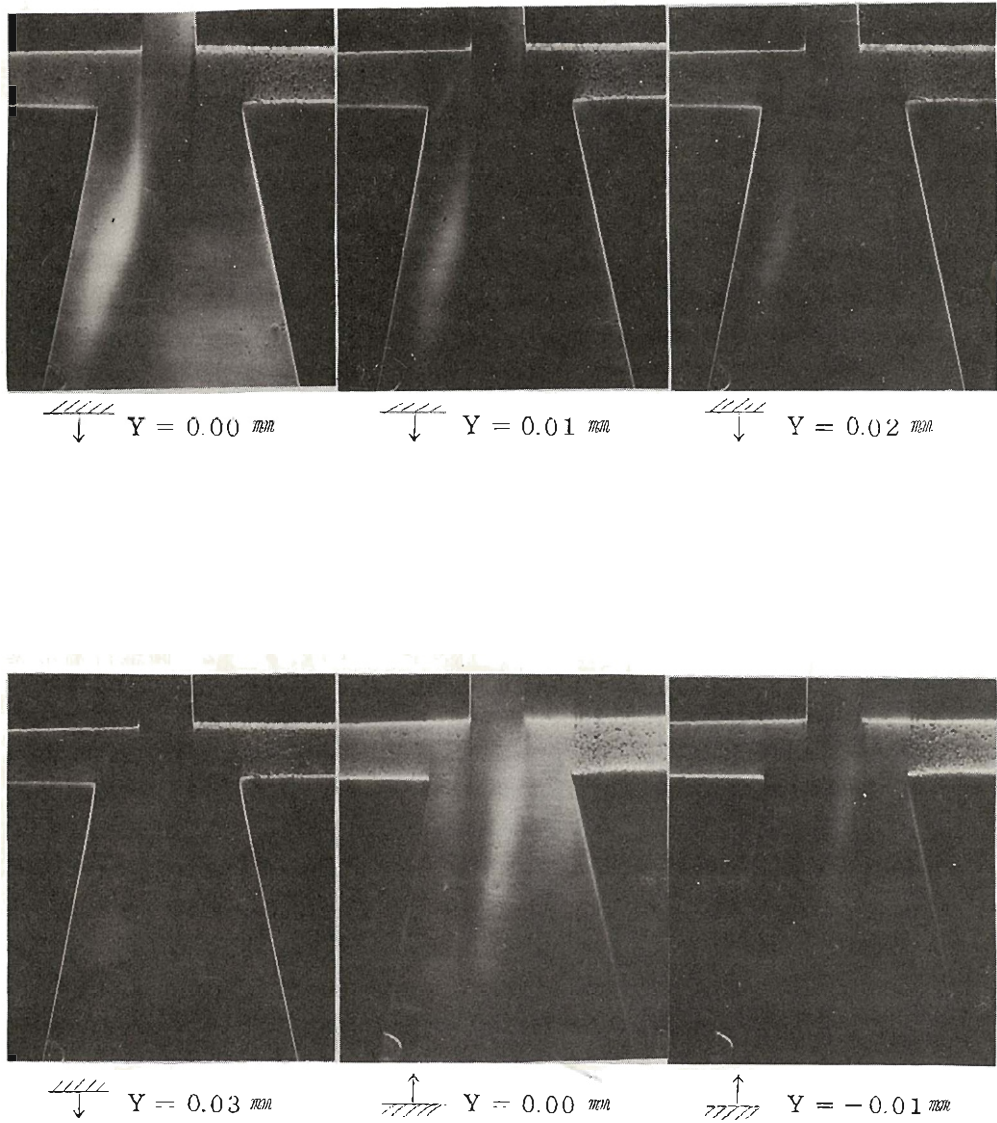 Y = 0.00 mm
Y = 0.01 mm
Y = 0.02 mm
Y = 0.03 mm
Y = 0.00 mm
Y = -0.01 mm